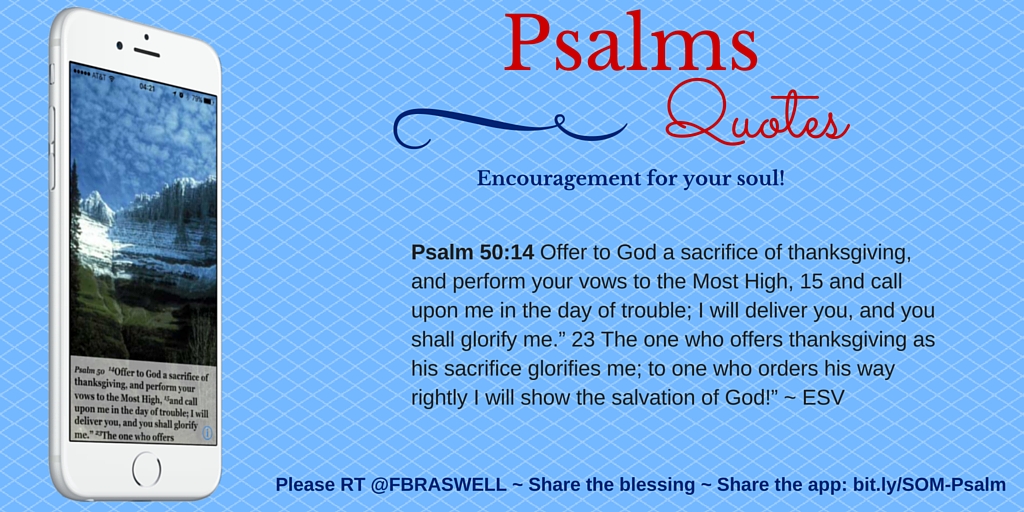 AT&T
04:21
79%
Psalm 50 ¹⁴Offer to God a sacrifice of
thanksgiving, and perform your
vows to the Most High, ¹⁵and call
upon me in the day of trouble; I will
deliver you, and you shall glorify
me.” ²³The one who offers
Psalms
Quotes
Encouragement for your soul!
Psalm 50:14 Offer to God a sacrifice of thanksgiving,
and perform your vows to the Most High, 15 and call
upon me in the day of trouble; I will deliver you, and you
shall glorify me.” 23 The one who offers thanksgiving as
his sacrifice glorifies me; to one who orders his way
rightly I will show the salvation of God!” ~ ESV
Please RT @FBRASWELL ~ Share the blessing ~ Share the app: bit.ly/SOM-Psalm